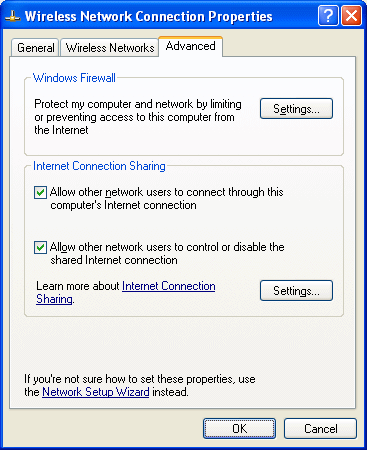 Wireless Network Connection Properties
General
Wireless Networks
Advanced
Windows Firewall
Protect my computer and network by limiting
or preventing access to this computer from
the Internet
Settings...
Internet Connection Sharing
Allow other network users to connect through this
computer's Internet connection
Allow other network users to control or disable the
shared Internet connection
Learn more about Internet Connection
Sharing.
Settings...
If you're not sure how to set these properties, use
the Network Setup Wizard instead.
OK
Cancel